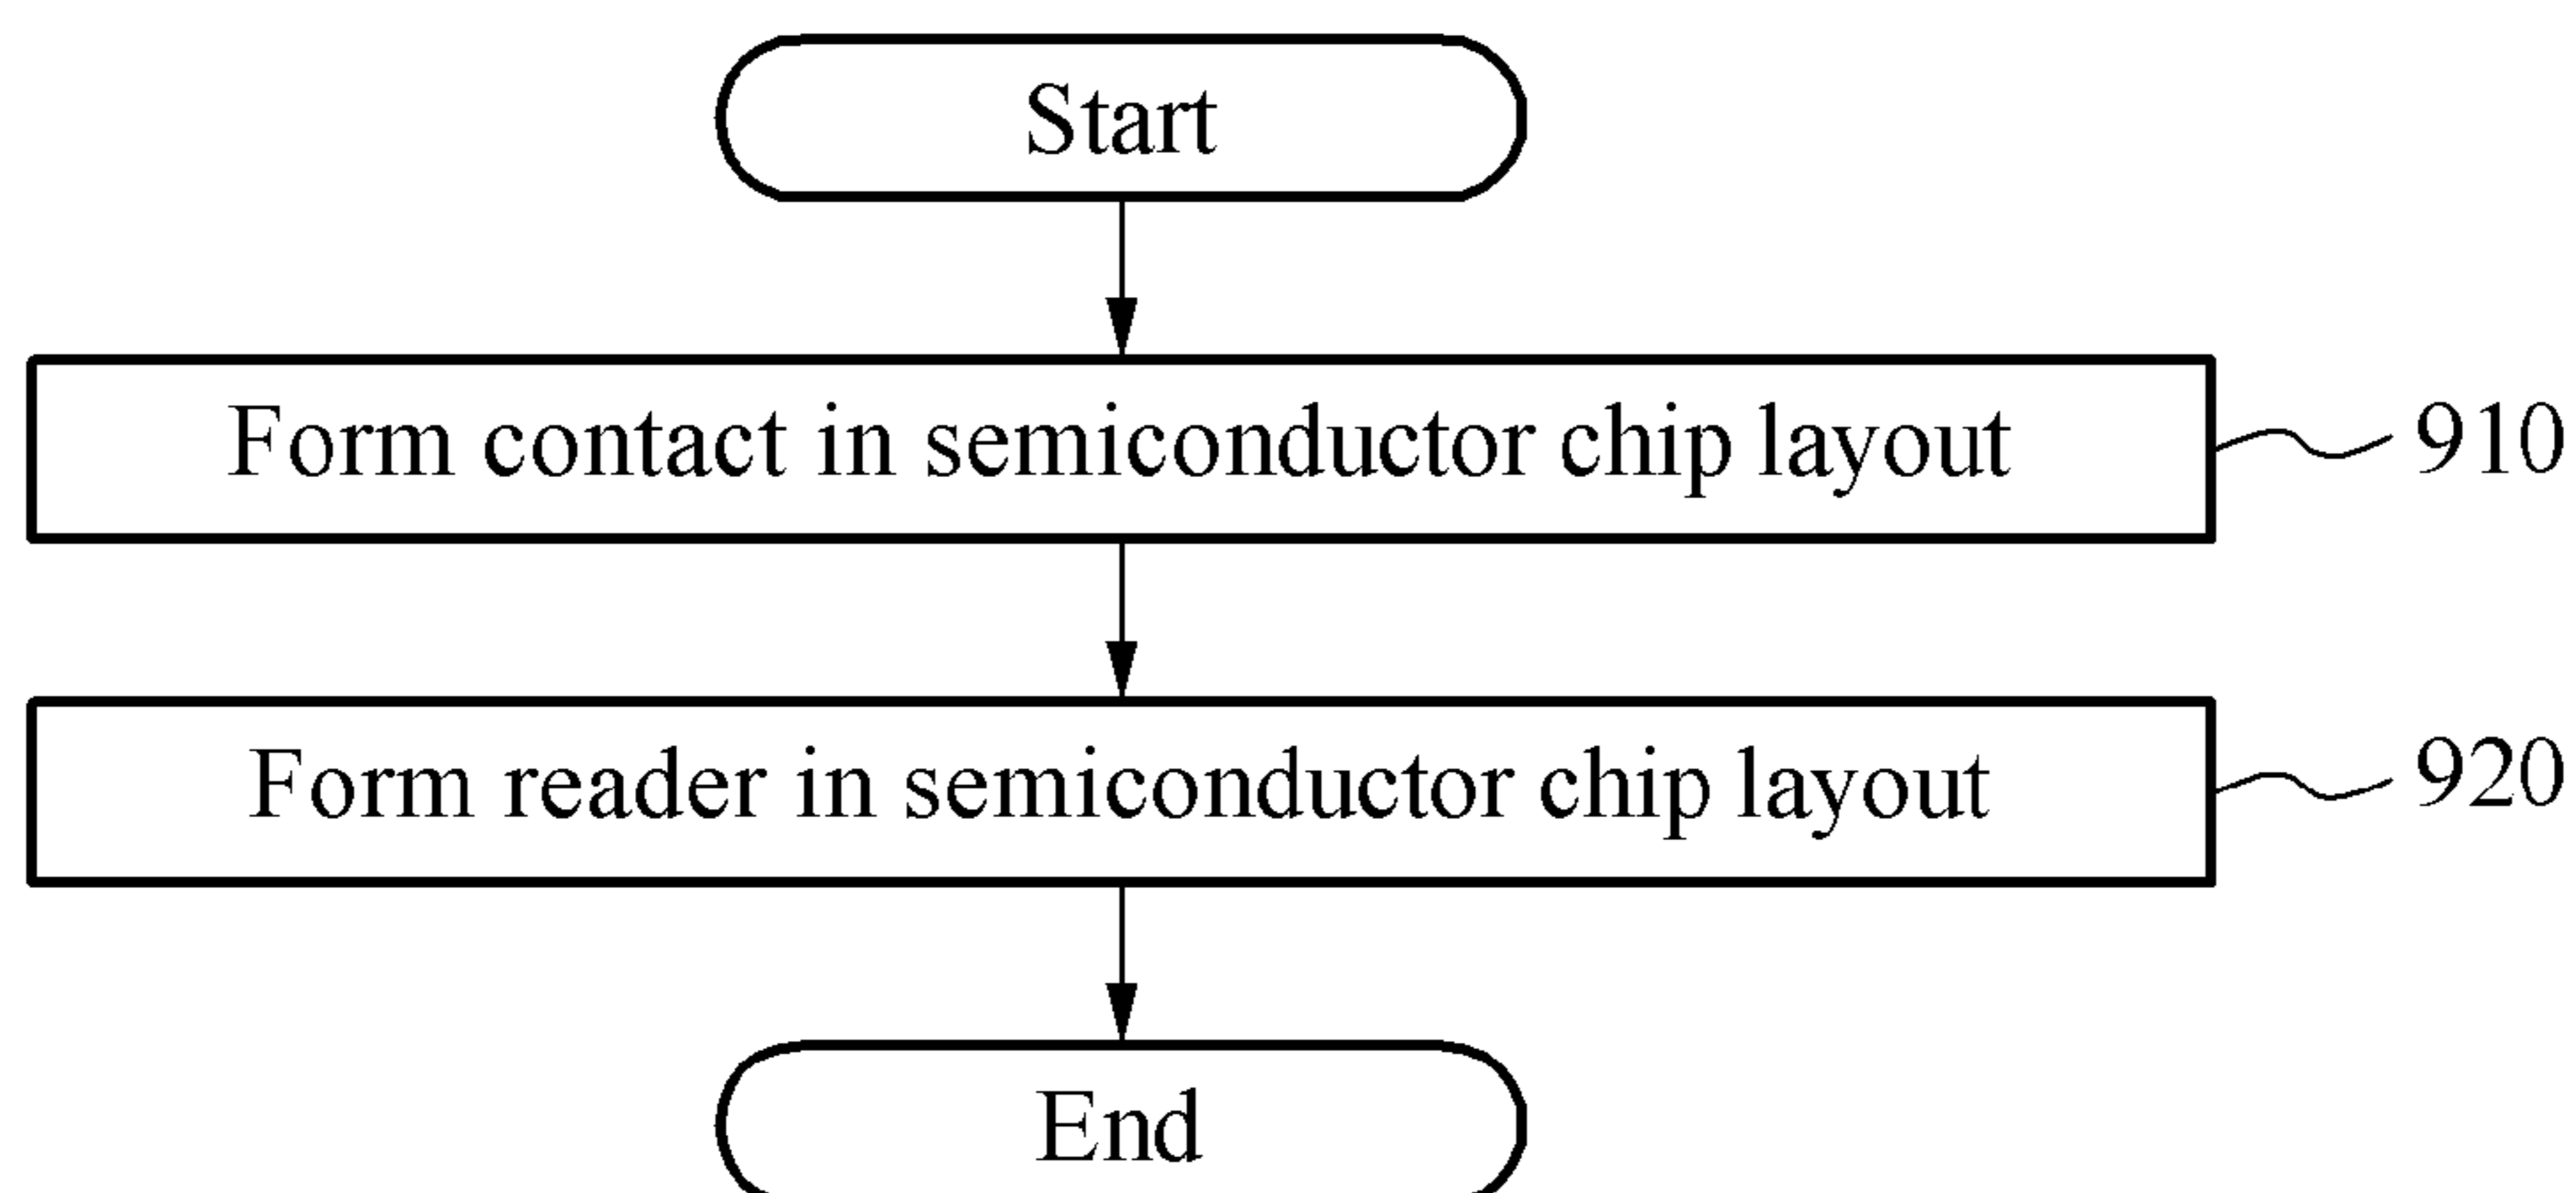 Start
Form contact in semiconductor chip layout
910
Form reader in semiconductor chip layout
920
End